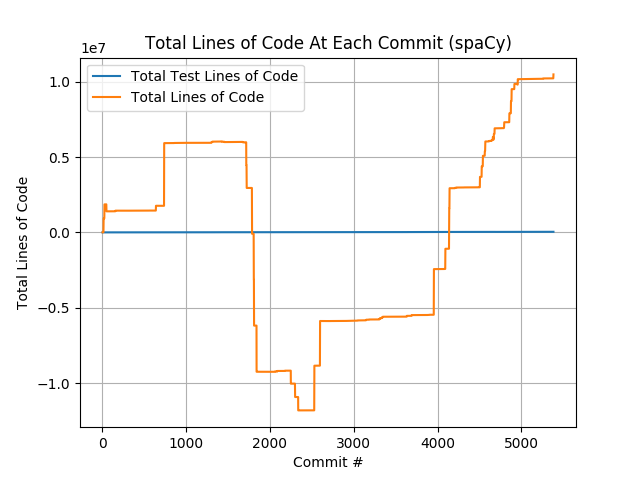 Total Lines of Code At Each Commit (spaCy)
1e7
Total Test Lines of Code
Total Lines of Code
1.0
0.5
0.0
−0.5
−1.0
Total Lines of Code
0 1000 2000 3000 4000 5000
Commit #